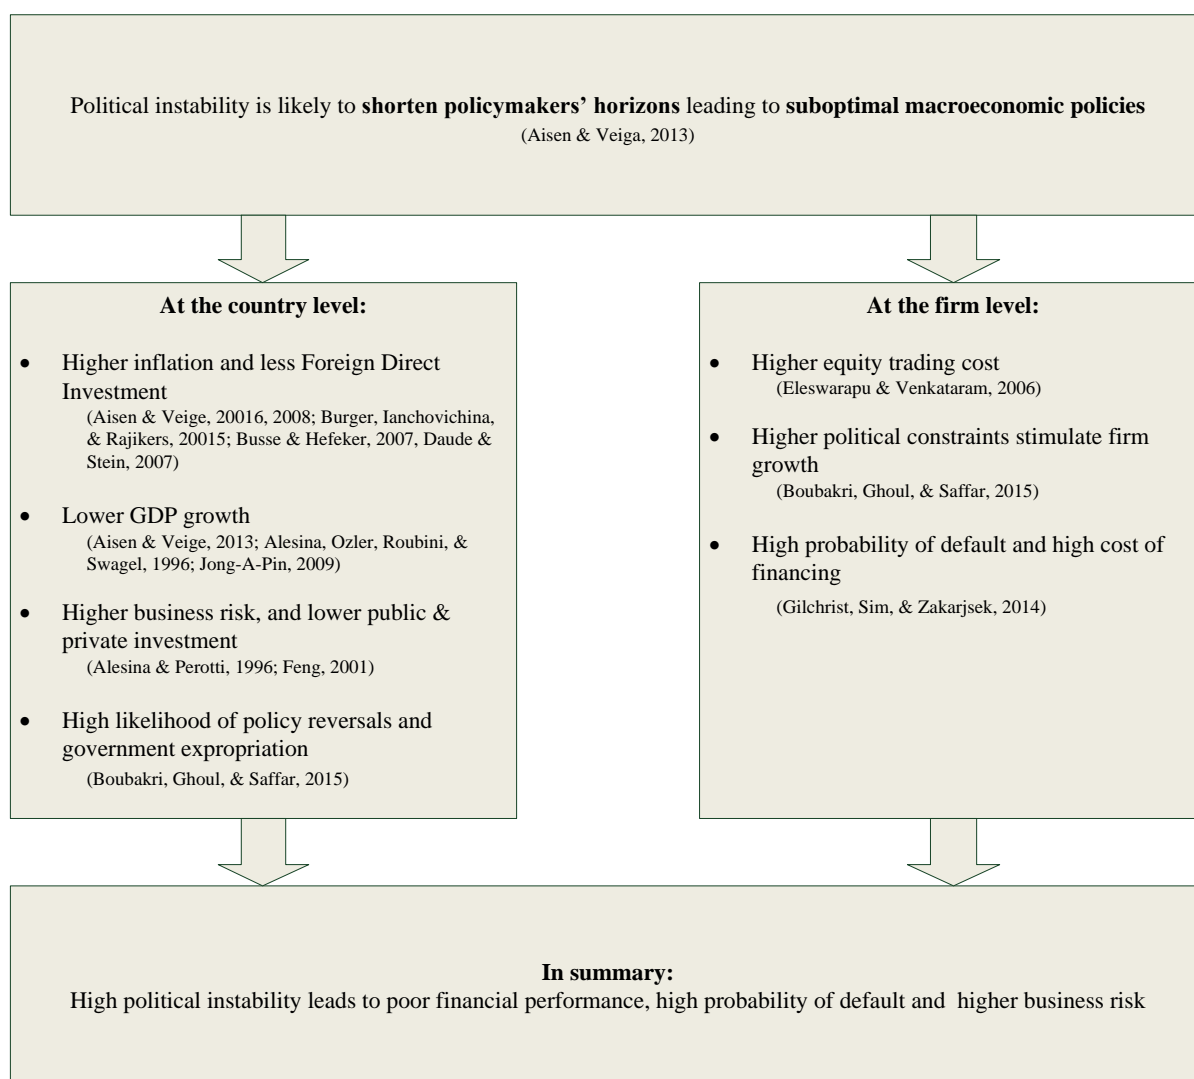 Political instability is likely to shorten policymakers’ horizons leading to suboptimal macroeconomic policies
(Aisen & Veiga, 2013)
At the country level:
• Higher inflation and less Foreign Direct
Investment
(Aisen & Veige, 20016, 2008; Burger, Ianchovichina,
& Rajikers, 20015; Busse & Hefeker, 2007, Daude &
Stein, 2007)
• Lower GDP growth
(Aisen & Veige, 2013; Alesina, Ozler, Roubini, &
Swagel, 1996; Jong-A-Pin, 2009)
• Higher business risk, and lower public &
private investment
(Alesina & Perotti, 1996; Feng, 2001)
• High likelihood of policy reversals and
government expropriation
(Boubakri, Ghoul, & Saffar, 2015)
At the firm level:
• Higher equity trading cost
(Eleswarapu & Venkataram, 2006)
• Higher political constraints stimulate firm
growth
(Boubakri, Ghoul, & Saffar, 2015)
• High probability of default and high cost of
financing
(Gilchrist, Sim, & Zakarjsek, 2014)
In summary:
High political instability leads to poor financial performance, high probability of default and higher business risk